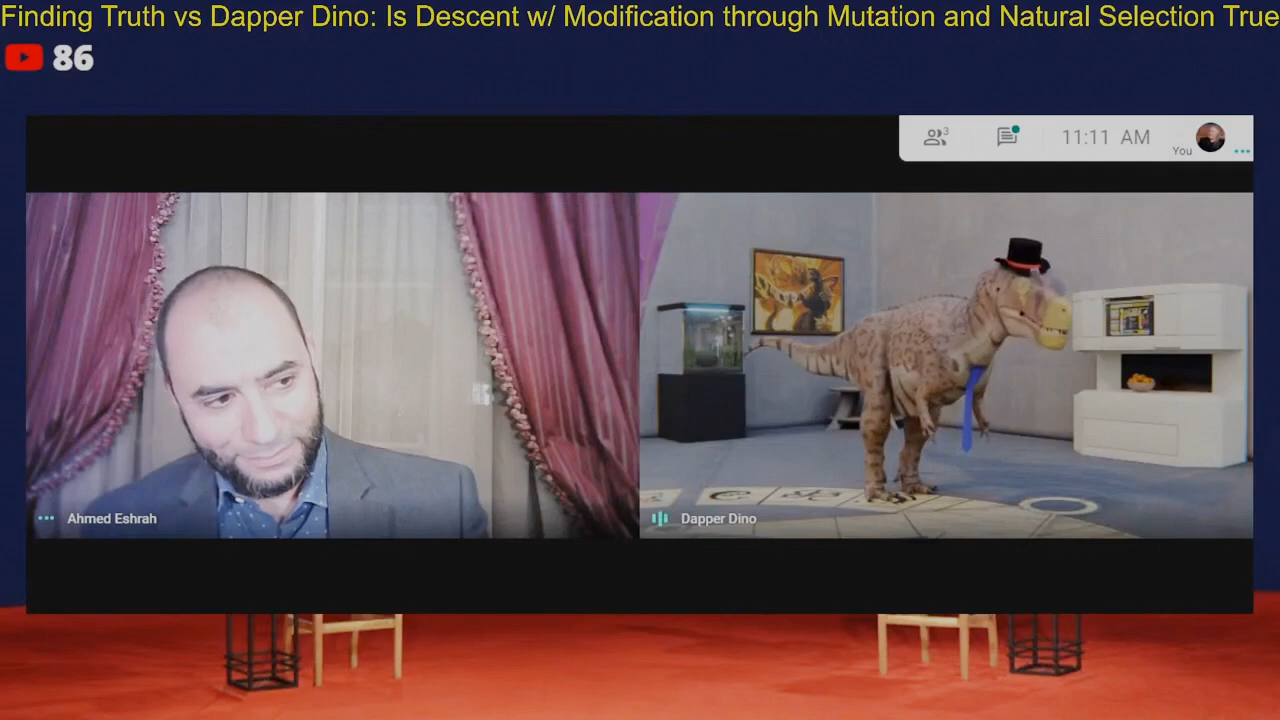 Finding Truth vs Dapper Dino: Is Descent w/ Modification through Mutation and Natural Selection True
86
3
11:11 AM
You
Ahmed Eshrah
Dapper Dino